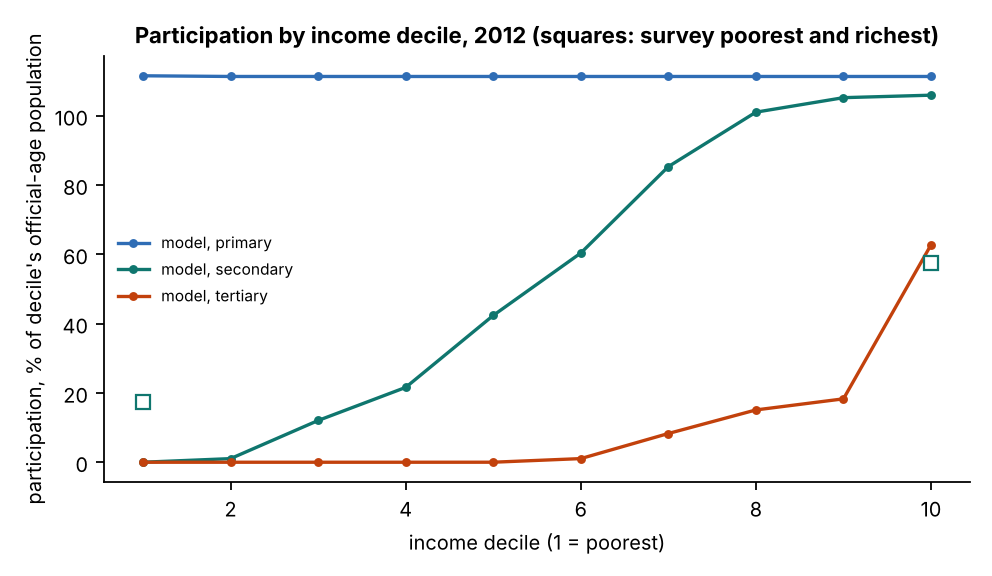 Participation by income decile, 2012 (squares: survey poorest and richest)
participation, % of decile's official-age population
100
80
60
40
20
0
model, primary
model, secondary
model, tertiary
2
4
6
8
10
income decile (1 = poorest)